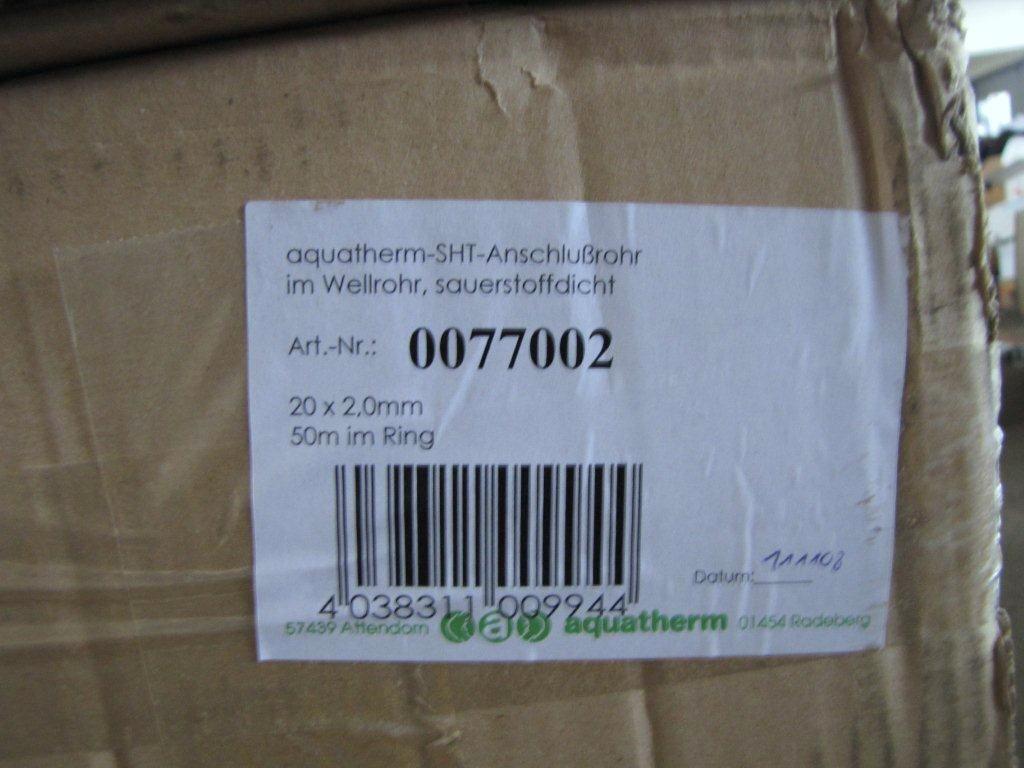 aquatherm-SHT-Anschlußrohr
im Wellrohr, sauerstoffdicht
Art.-Nr.: 0077002
20 x 2,0mm
50m im Ring
Datum:
4 038311 009944
57439 Attendorn a aquatherm 01454 Radeberg